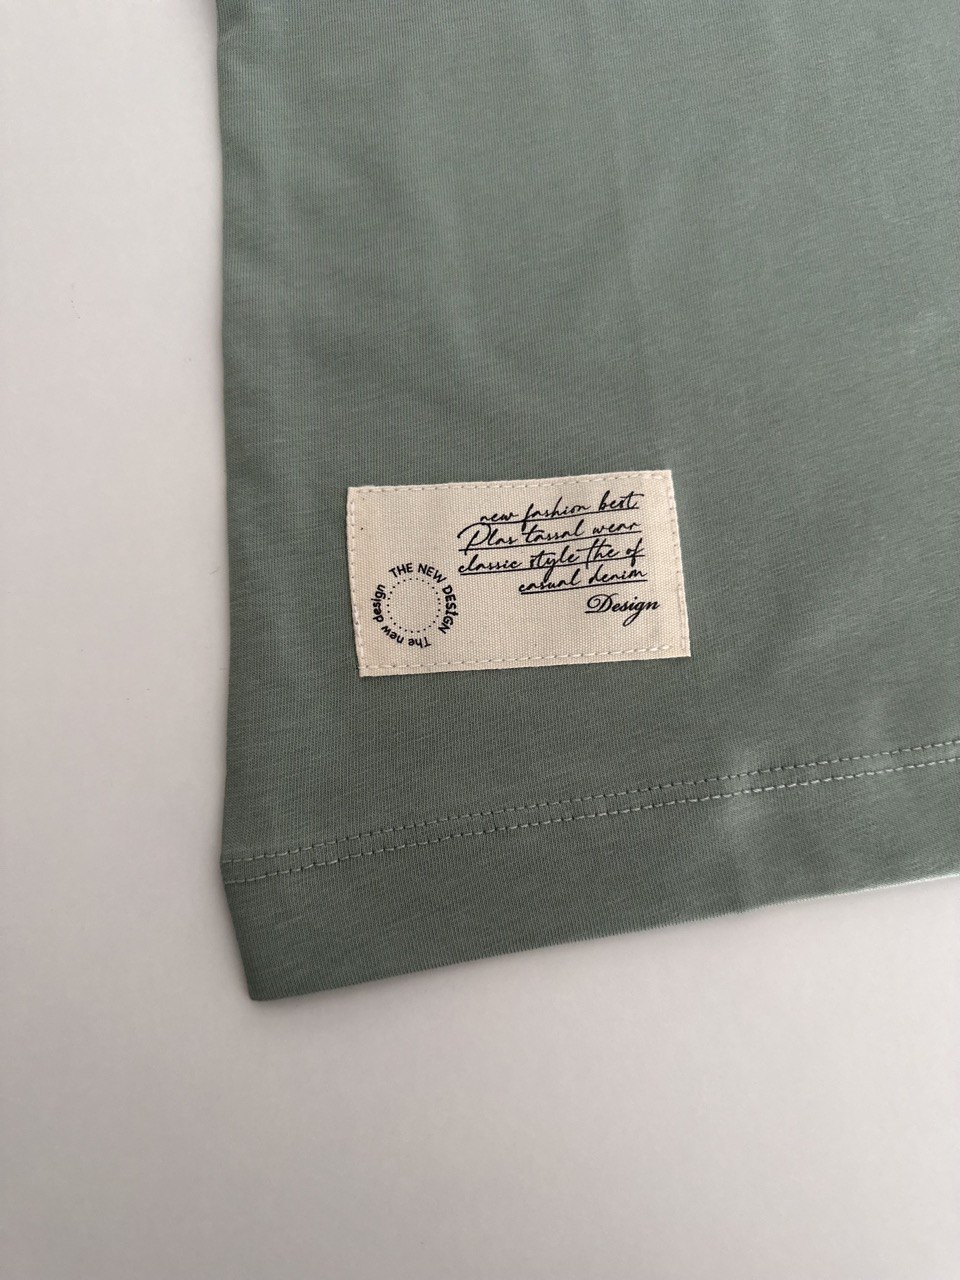 new fashion best
Plas tassal wear
classic style the of
casual denim
Design
THE NEW DESIGN
The new design